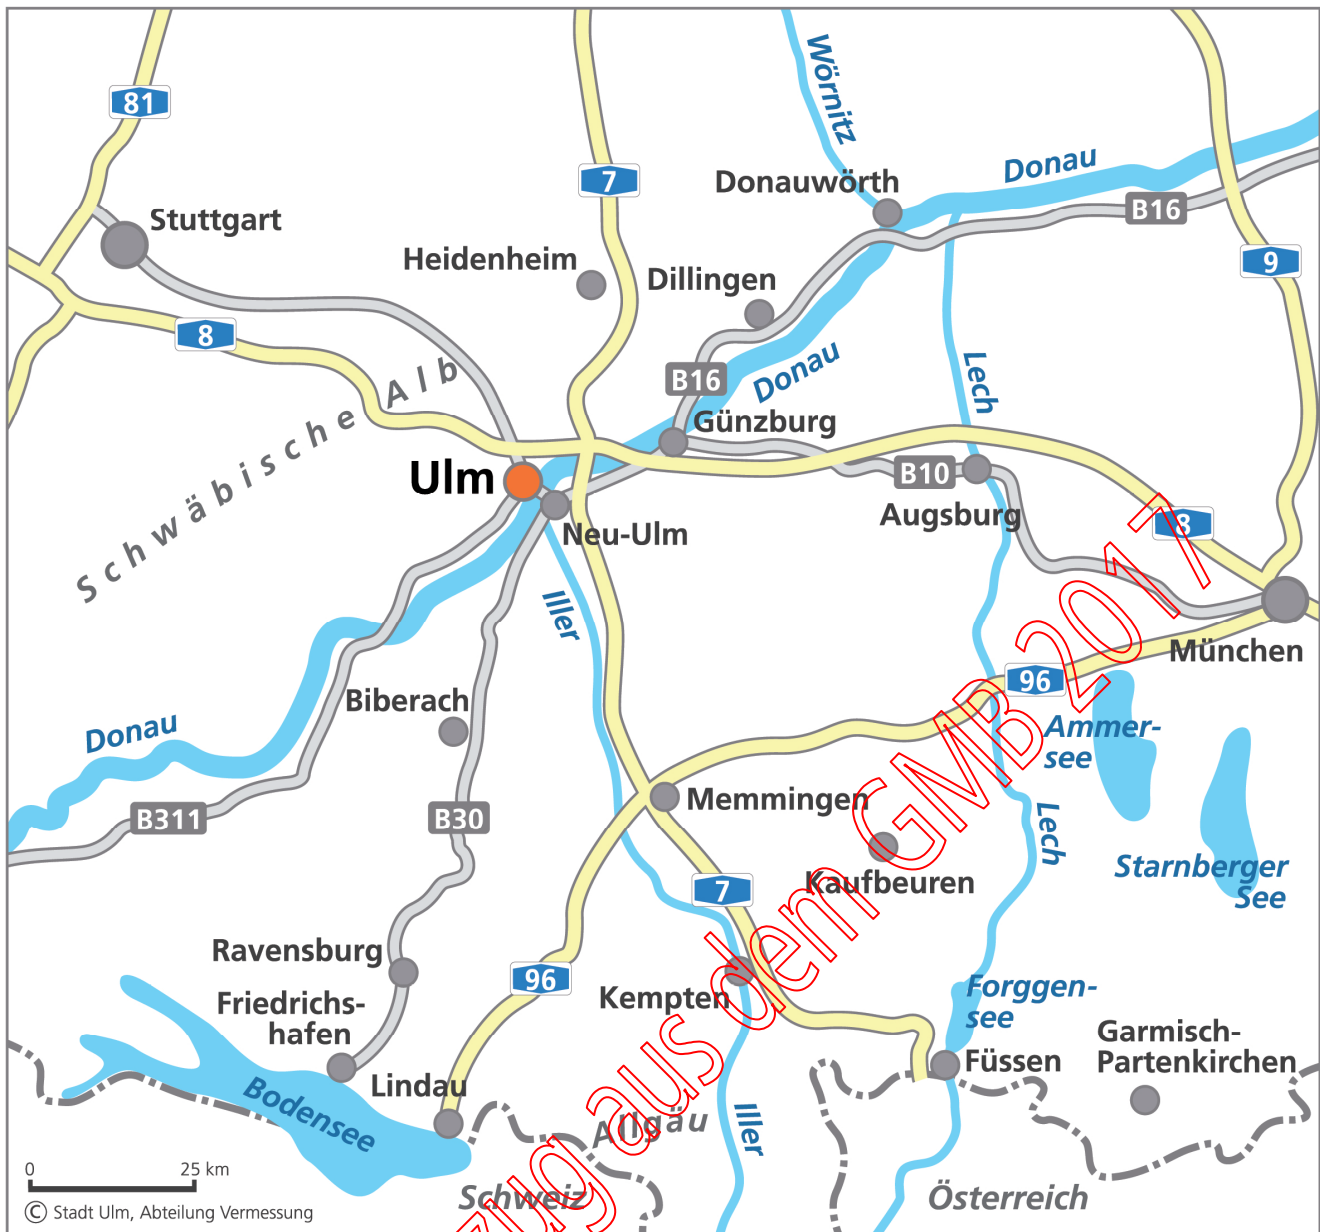 81
7
Wörnitz
Donau
Donauwörth
B16
Stuttgart
Heidenheim
Dillingen
9
8
Schwäbische Alb
B16
Donau
Lech
Günzburg
Ulm
B10
Augsburg
8
Neu-Ulm
Iller
München
96
Biberach
Donau
Ammer-
see
B311
B30
Memmingen
Lech
Kaufbeuren
Starnberger
See
7
Ravensburg
96
Kempten
Friedrichs-
hafen
Forggen-
see
Garmisch-
Partenkirchen
Füssen
Lindau
Bodensee
Allgäu
Iller
Schweiz
Österreich
0 25 km
© Stadt Ulm, Abteilung Vermessung
aus dem GMB 2017